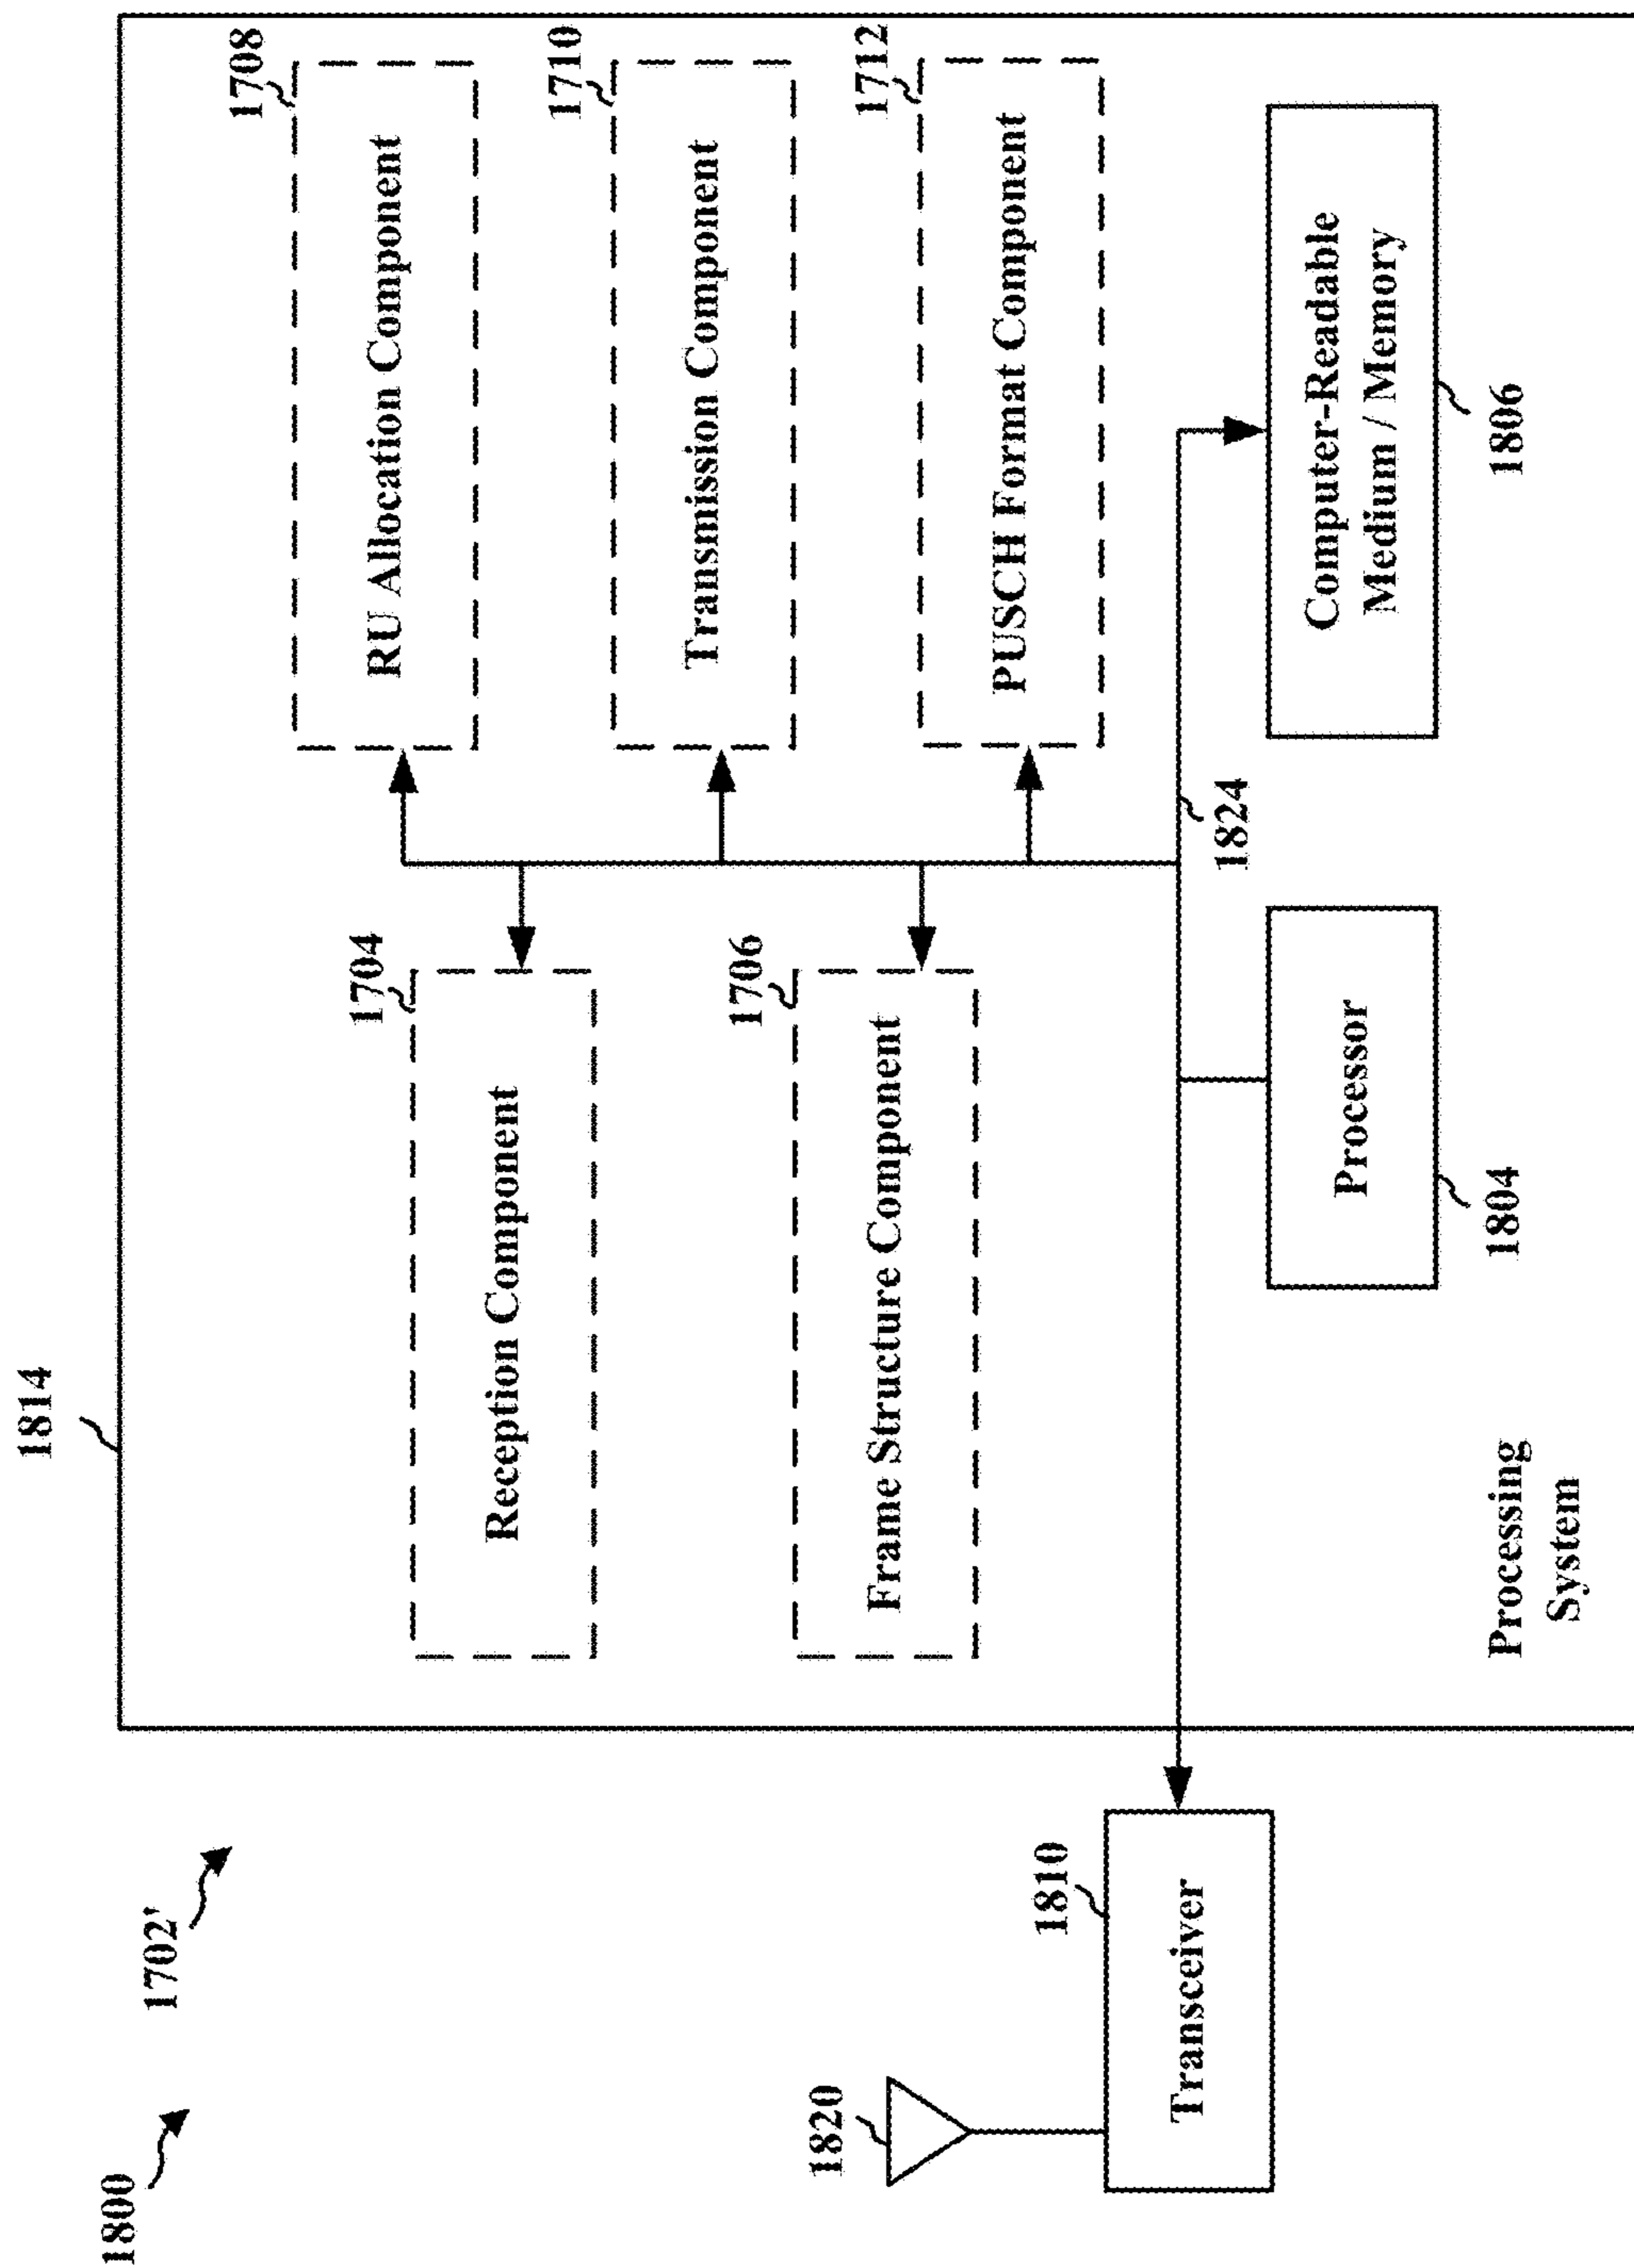 1800
1702'
1814
1704
Reception Component
1708
RU Allocation Component
1710
Transmission Component
1706
Frame Structure Component
1712
PUSCH Format Component
1820
1810
Transceiver
1824
Processor
1804
Computer-Readable
Medium / Memory
1806
Processing
System